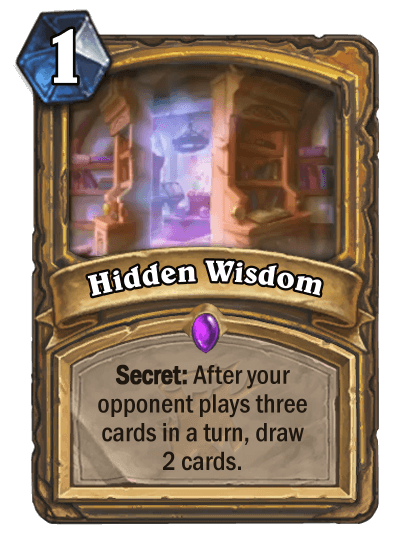 1
Hidden Wisdom
Secret: After your
opponent plays three
cards in a turn, draw
2 cards.